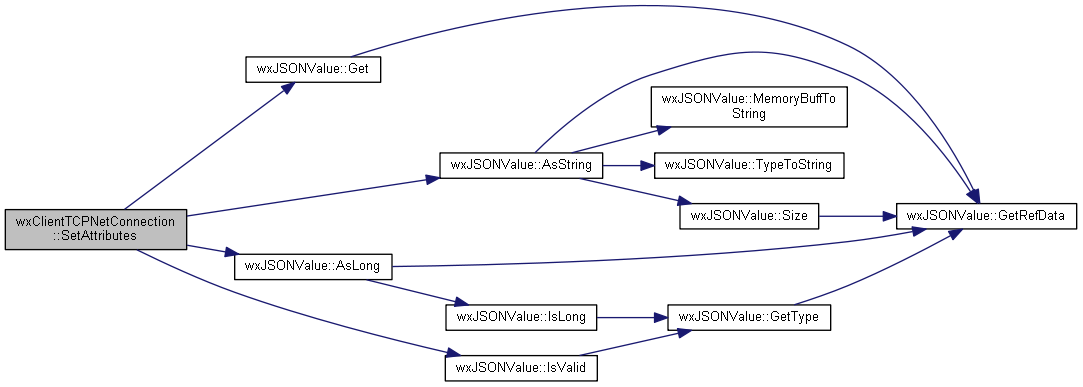 wxJSONValue::Get
wxJSONValue::MemoryBuffTo
String
wxJSONValue::AsString
wxJSONValue::TypeToString
wxClientTCPNetConnection
::SetAttributes
wxJSONValue::Size
wxJSONValue::GetRefData
wxJSONValue::AsLong
wxJSONValue::IsLong
wxJSONValue::GetType
wxJSONValue::IsValid